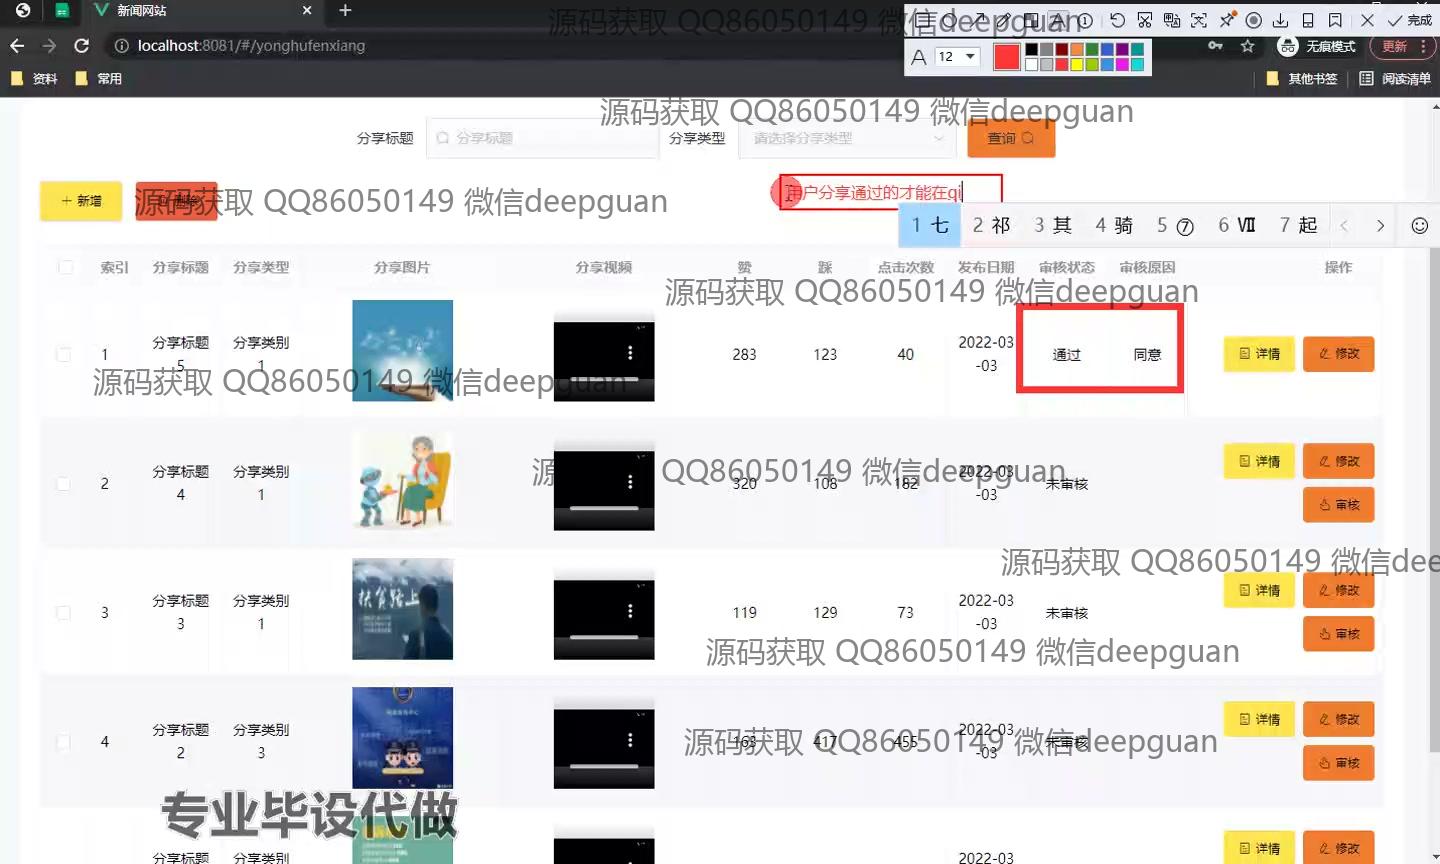 新闻网站
完成
localhost:8081/#/yonghufenxiang
无痕模式
更新
资料
常用
其他书签
阅读清单
A 12
源码获取 QQ86050149 微信deepguan
源码获取 QQ86050149 微信deepguan
分享标题 分享标题 分享类型 请选择分享类型 查询
+ 新增 删除
源码获取 QQ86050149 微信deepguan
用户分享通过的才能在qi
1 七 2 祁 3 其 4 骑 5 ⑦ 6 Ⅶ 7 起
索引 分享标题 分享类型 分享图片 分享视频 赞 踩 点击次数 发布日期 审核状态 审核原因 操作
源码获取 QQ86050149 微信deepguan
1 分享标题5 分享类别1 283 123 40 2022-03-03 通过 同意 详情 修改
源码获取 QQ86050149 微信deepguan
2 分享标题4 分享类别1 320 108 182 2022-03-03 未审核 详情 修改 审核
源码获取 QQ86050149 微信deepguan
源码获取 QQ86050149 微信dee
3 分享标题3 分享类别1 扶贫路上 119 129 73 2022-03-03 未审核 详情 修改 审核
源码获取 QQ86050149 微信deepguan
4 分享标题2 分享类别3 163 417 455 2022-03-03 未审核 详情 修改 审核
源码获取 QQ86050149 微信deepguan
专业毕设代做
分享标题 分享类别 2022-03 详情 修改